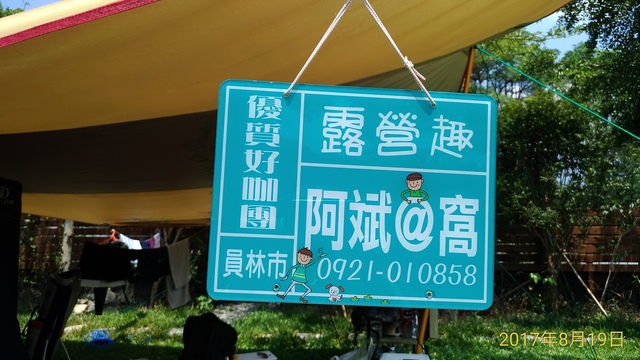 優質好咖團
露營趣
阿斌@窩
員林市
0921-010858
2017年8月19日